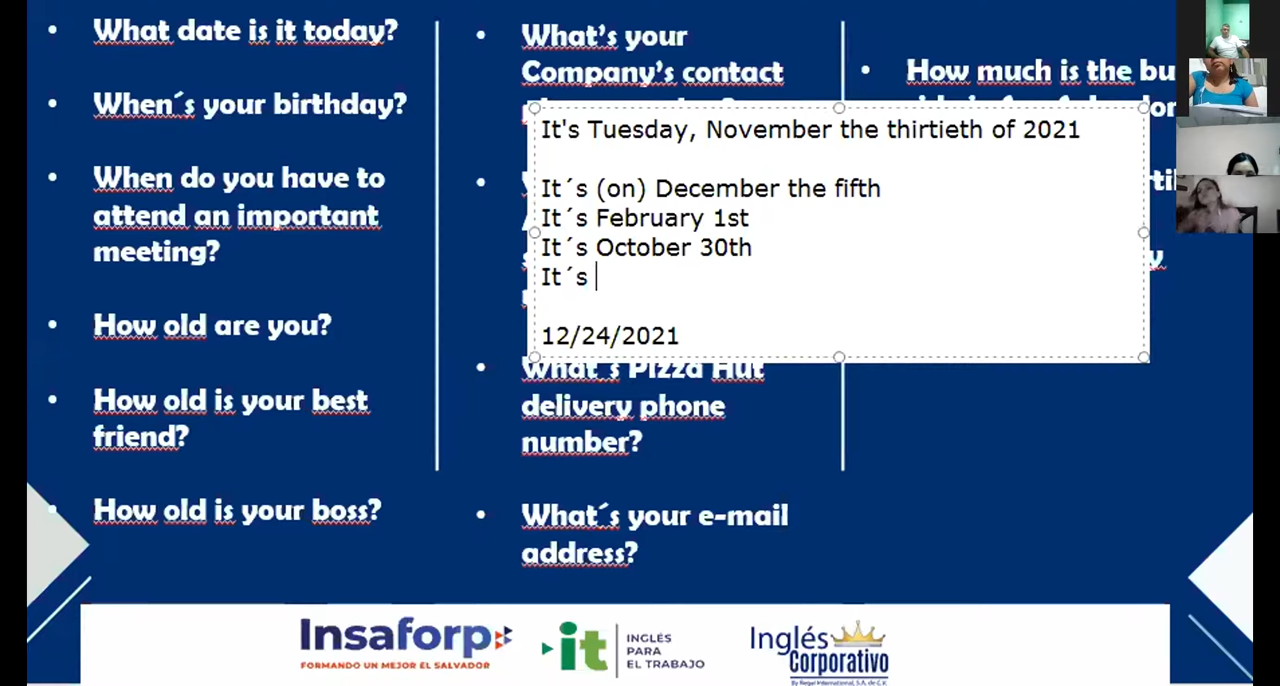 What date is it today?
When´s your birthday?
When do you have to
attend an important
meeting?
How old are you?
How old is your best
friend?
How old is your boss?
What's your
Company's contact
It's Tuesday, November the thirtieth of 2021
It´s (on) December the fifth
It´s February 1st
It´s October 30th
It´s
12/24/2021
What´s Pizza Hut
delivery phone
number?
What´s your e-mail
address?
How much is the bu
Insaforp
FORMANDO UN MEJOR EL SALVADOR
it
INGLÉS
PARA
EL TRABAJO
Inglés
Corporativo
By Regal International, S.A. de C.V.